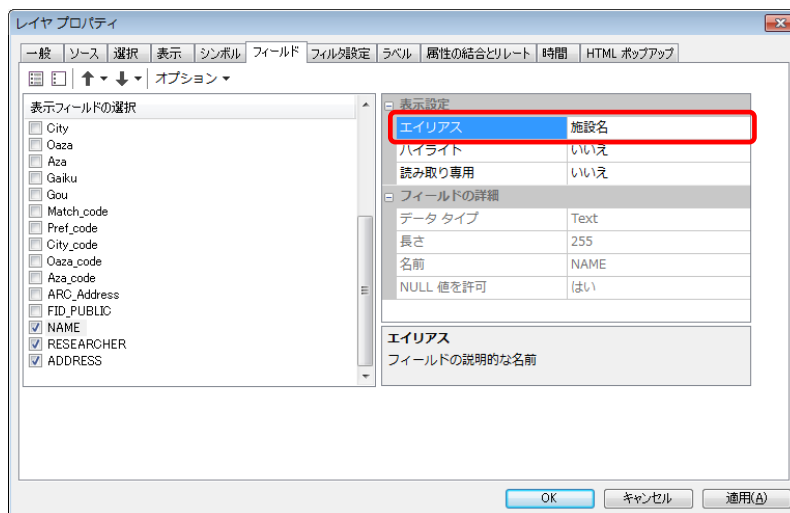 レイヤ プロパティ
一般 ソース 選択 表示 シンボル フィールド フィルタ設定 ラベル 属性の結合とリレート 時間 HTML ポップアップ
オプション
表示フィールドの選択
City
Oaza
Aza
Gaiku
Gou
Match_code
Pref_code
City_code
Oaza_code
Aza_code
ARC_Address
FID_PUBLIC
NAME
RESEARCHER
ADDRESS
表示設定
エイリアス 施設名
ハイライト いいえ
読み取り専用 いいえ
フィールドの詳細
データ タイプ Text
長さ 255
名前 NAME
NULL 値を許可 はい
エイリアス
フィールドの説明的な名前
OK キャンセル 適用(A)